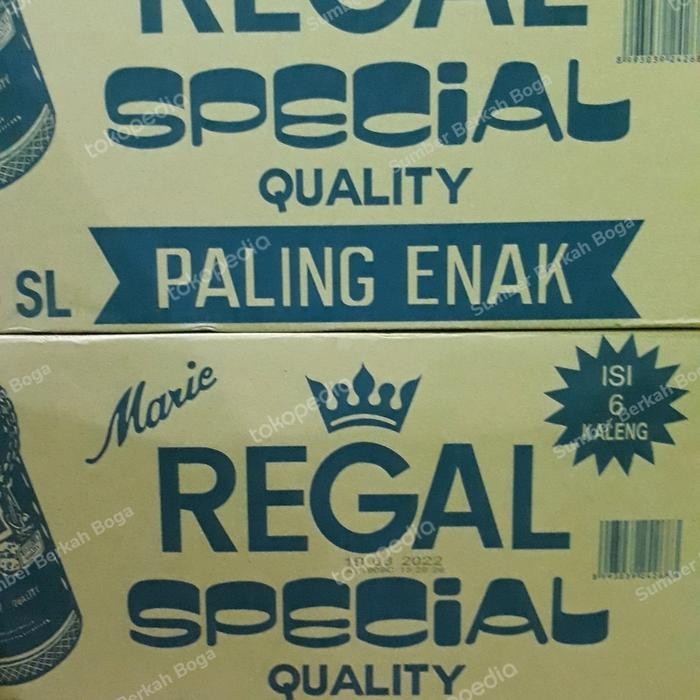 REGAL
SPECIAL
QUALITY
SL
PALING ENAK
Marie
ISI
6
KALENG
REGAL
SPECIAL
QUALITY
tokopedia
Sumber Berkah Boga